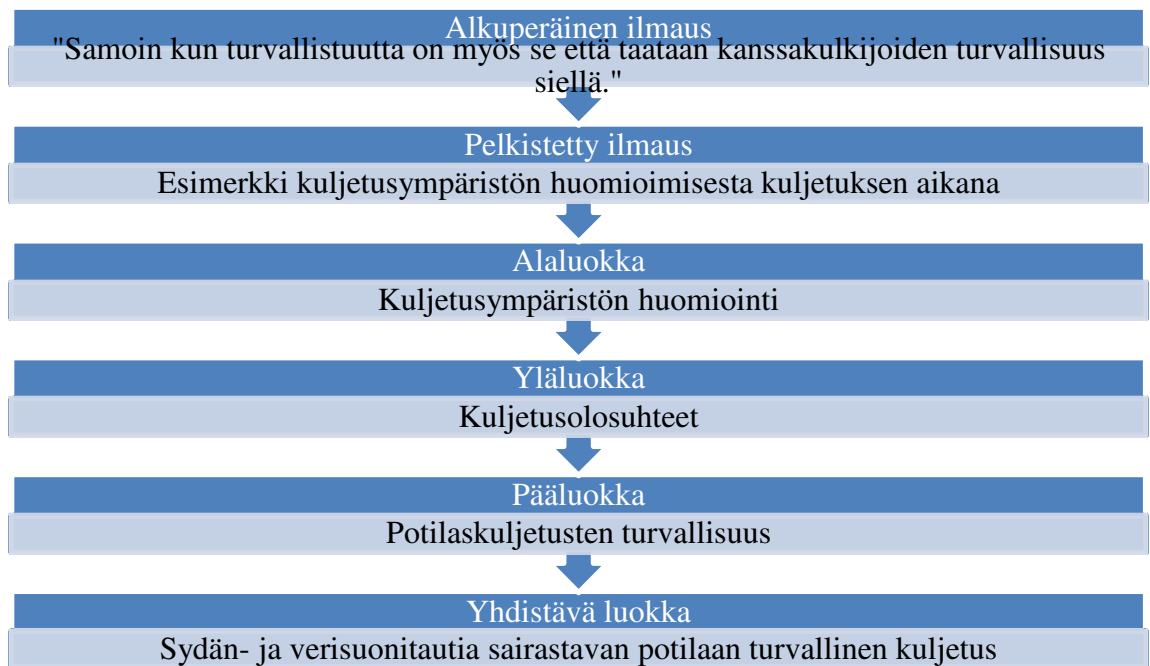 Alkuperäinen ilmaus
"Samoin kun turvallistuutta on myös se että taataan kanssakulkijoiden turvallisuus
siellä."
Pelkistetty ilmaus
Esimerkki kuljetusympäristön huomioimisesta kuljetuksen aikana
Alaluokka
Kuljetusympäristön huomiointi
Yläluokka
Kuljetusolosuhteet
Pääluokka
Potilaskuljetusten turvallisuus
Yhdistävä luokka
Sydän- ja verisuonitautia sairastavan potilaan turvallinen kuljetus